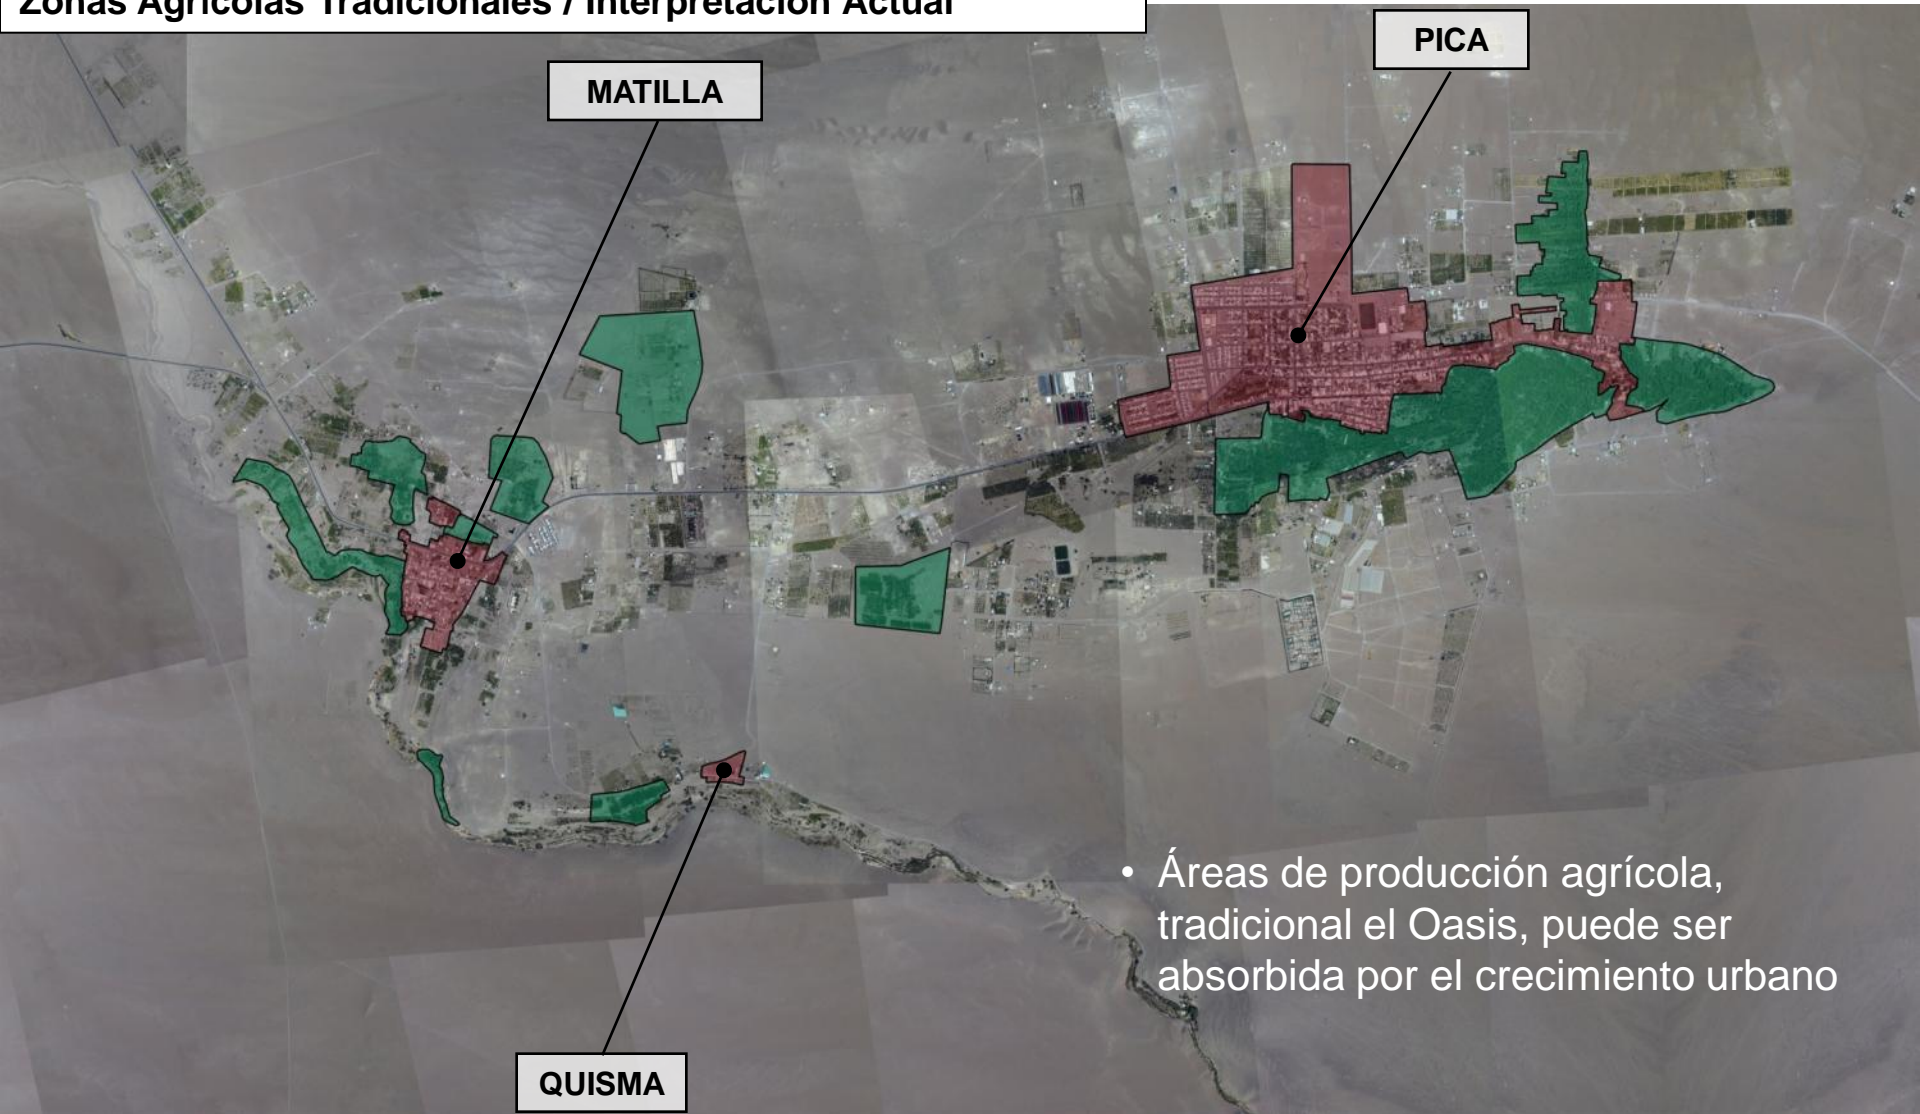 Zonas Agrícolas Tradicionales / Interpretación Actual
PICA
MATILLA
• Áreas de producción agrícola,
tradicional el Oasis, puede ser
absorbida por el crecimiento urbano
QUISMA